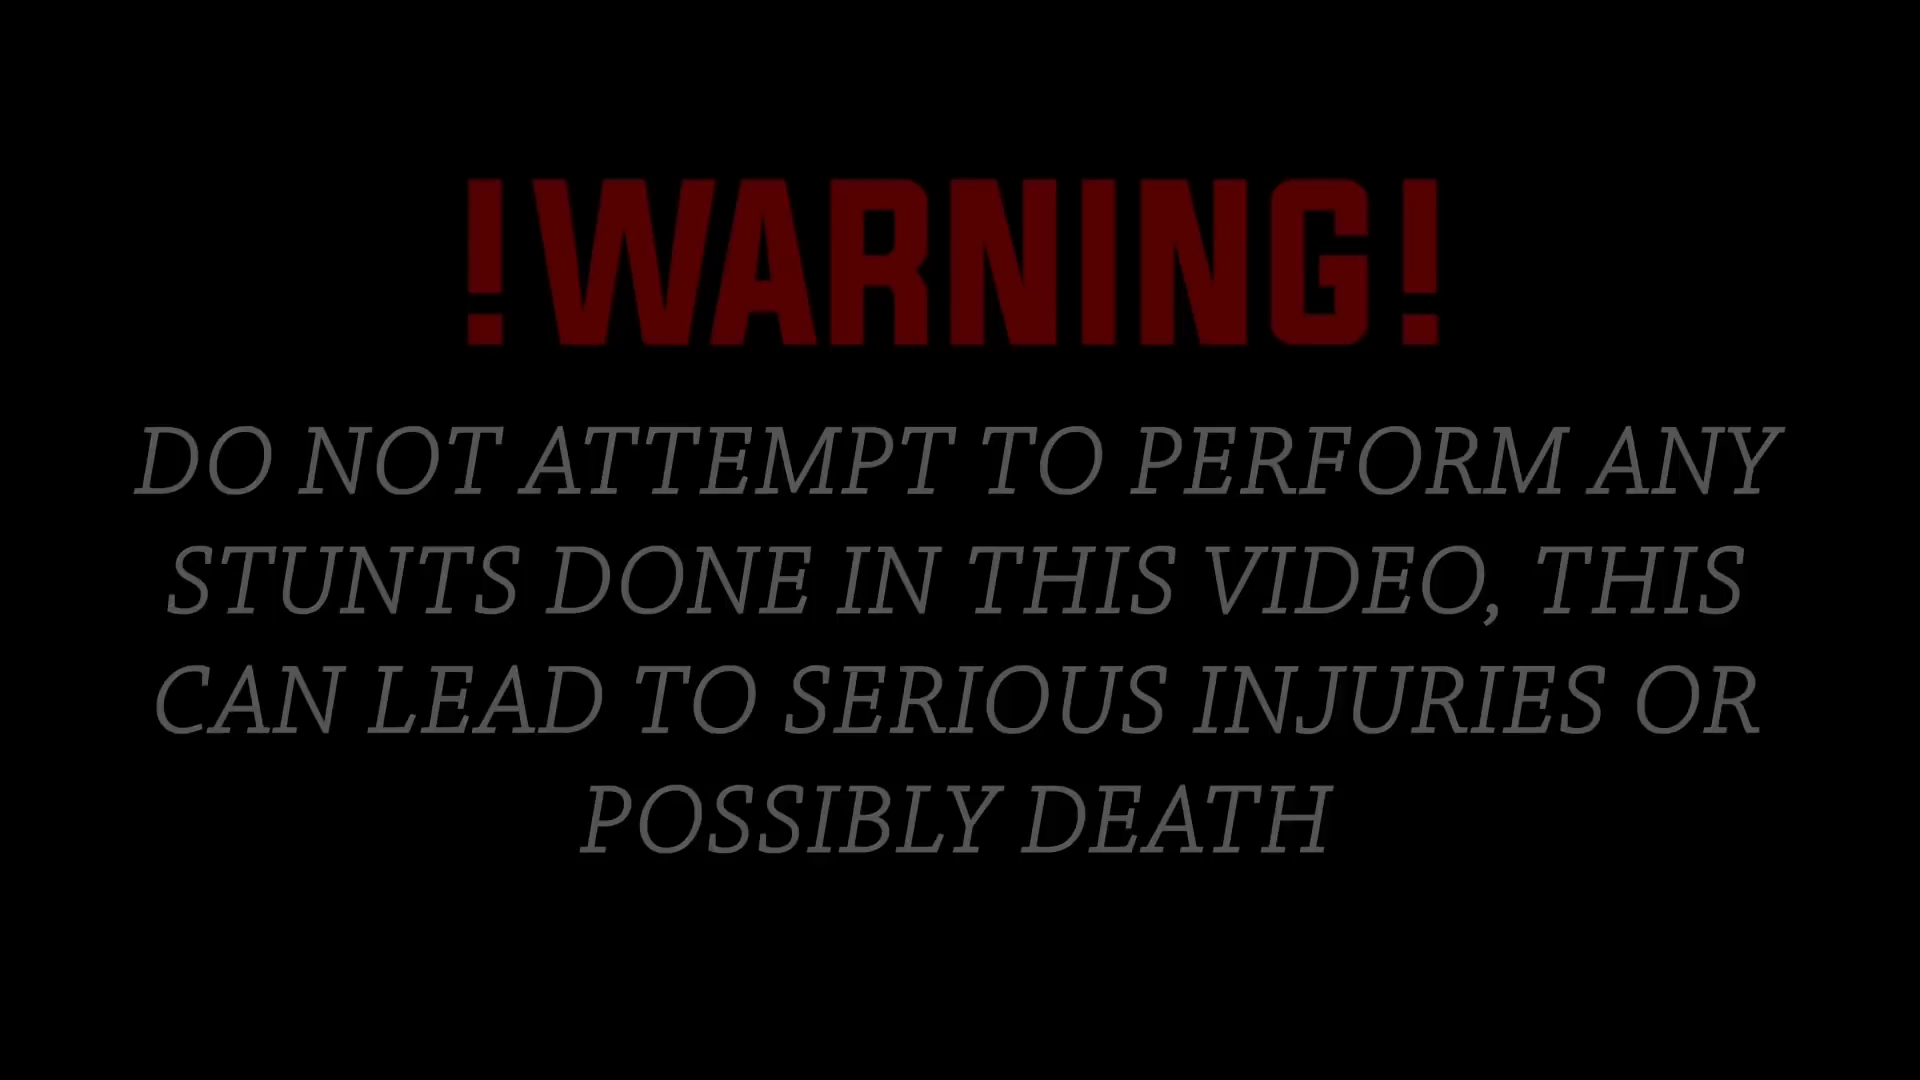 !WARNING!
DO NOT ATTEMPT TO PERFORM ANY
STUNTS DONE IN THIS VIDEO, THIS
CAN LEAD TO SERIOUS INJURIES OR
POSSIBLY DEATH